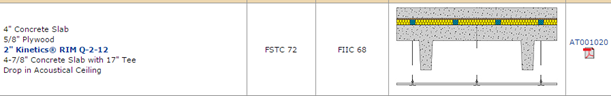 4" Concrete Slab
5/8" Plywood
2" Kinetics® RIM Q-2-12
4-7/8" Concrete Slab with 17" Tee
Drop in Acoustical Ceiling
FSTC 72
FIIC 68
AT001020